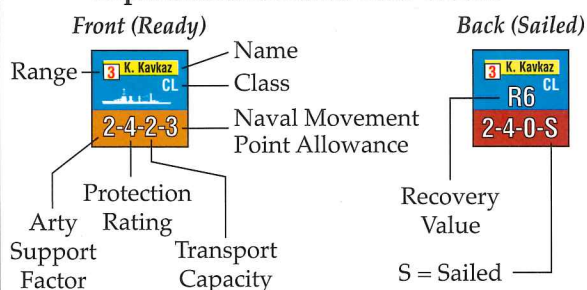 Front (Ready)
Back (Sailed)
Range
3 K. Kavkaz
CL
2-4-2-3
Name
Class
Naval Movement
Point Allowance
Protection
Rating
Arty
Support
Factor
Transport
Capacity
3 K. Kavkaz
CL
R6
2-4-0-S
Recovery
Value
S = Sailed